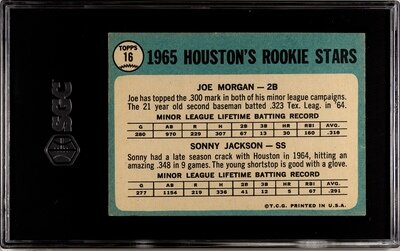 TOPPS
16
1965 HOUSTON'S ROOKIE STARS
JOE MORGAN — 2B
Joe has topped the .300 mark in both of his minor league campaigns.
The 21 year old second baseman batted .323 Tex. Leag. in '64.
MINOR LEAGUE LIFETIME BATTING RECORD
G AB R H 2B 3B HR RBI AVG.
280 970 229 307 67 13 30 160 .316
SONNY JACKSON — SS
Sonny had a late season crash with Houston in 1964, hitting an
amazing .348 in 9 games. The young shortstop is good with a glove.
MINOR LEAGUE LIFETIME BATTING RECORD
G AB R H 2B 3B HR RBI AVG.
277 1154 219 336 41 12 5 67 .291
©T.C.G. PRINTED IN U.S.A.
SGC